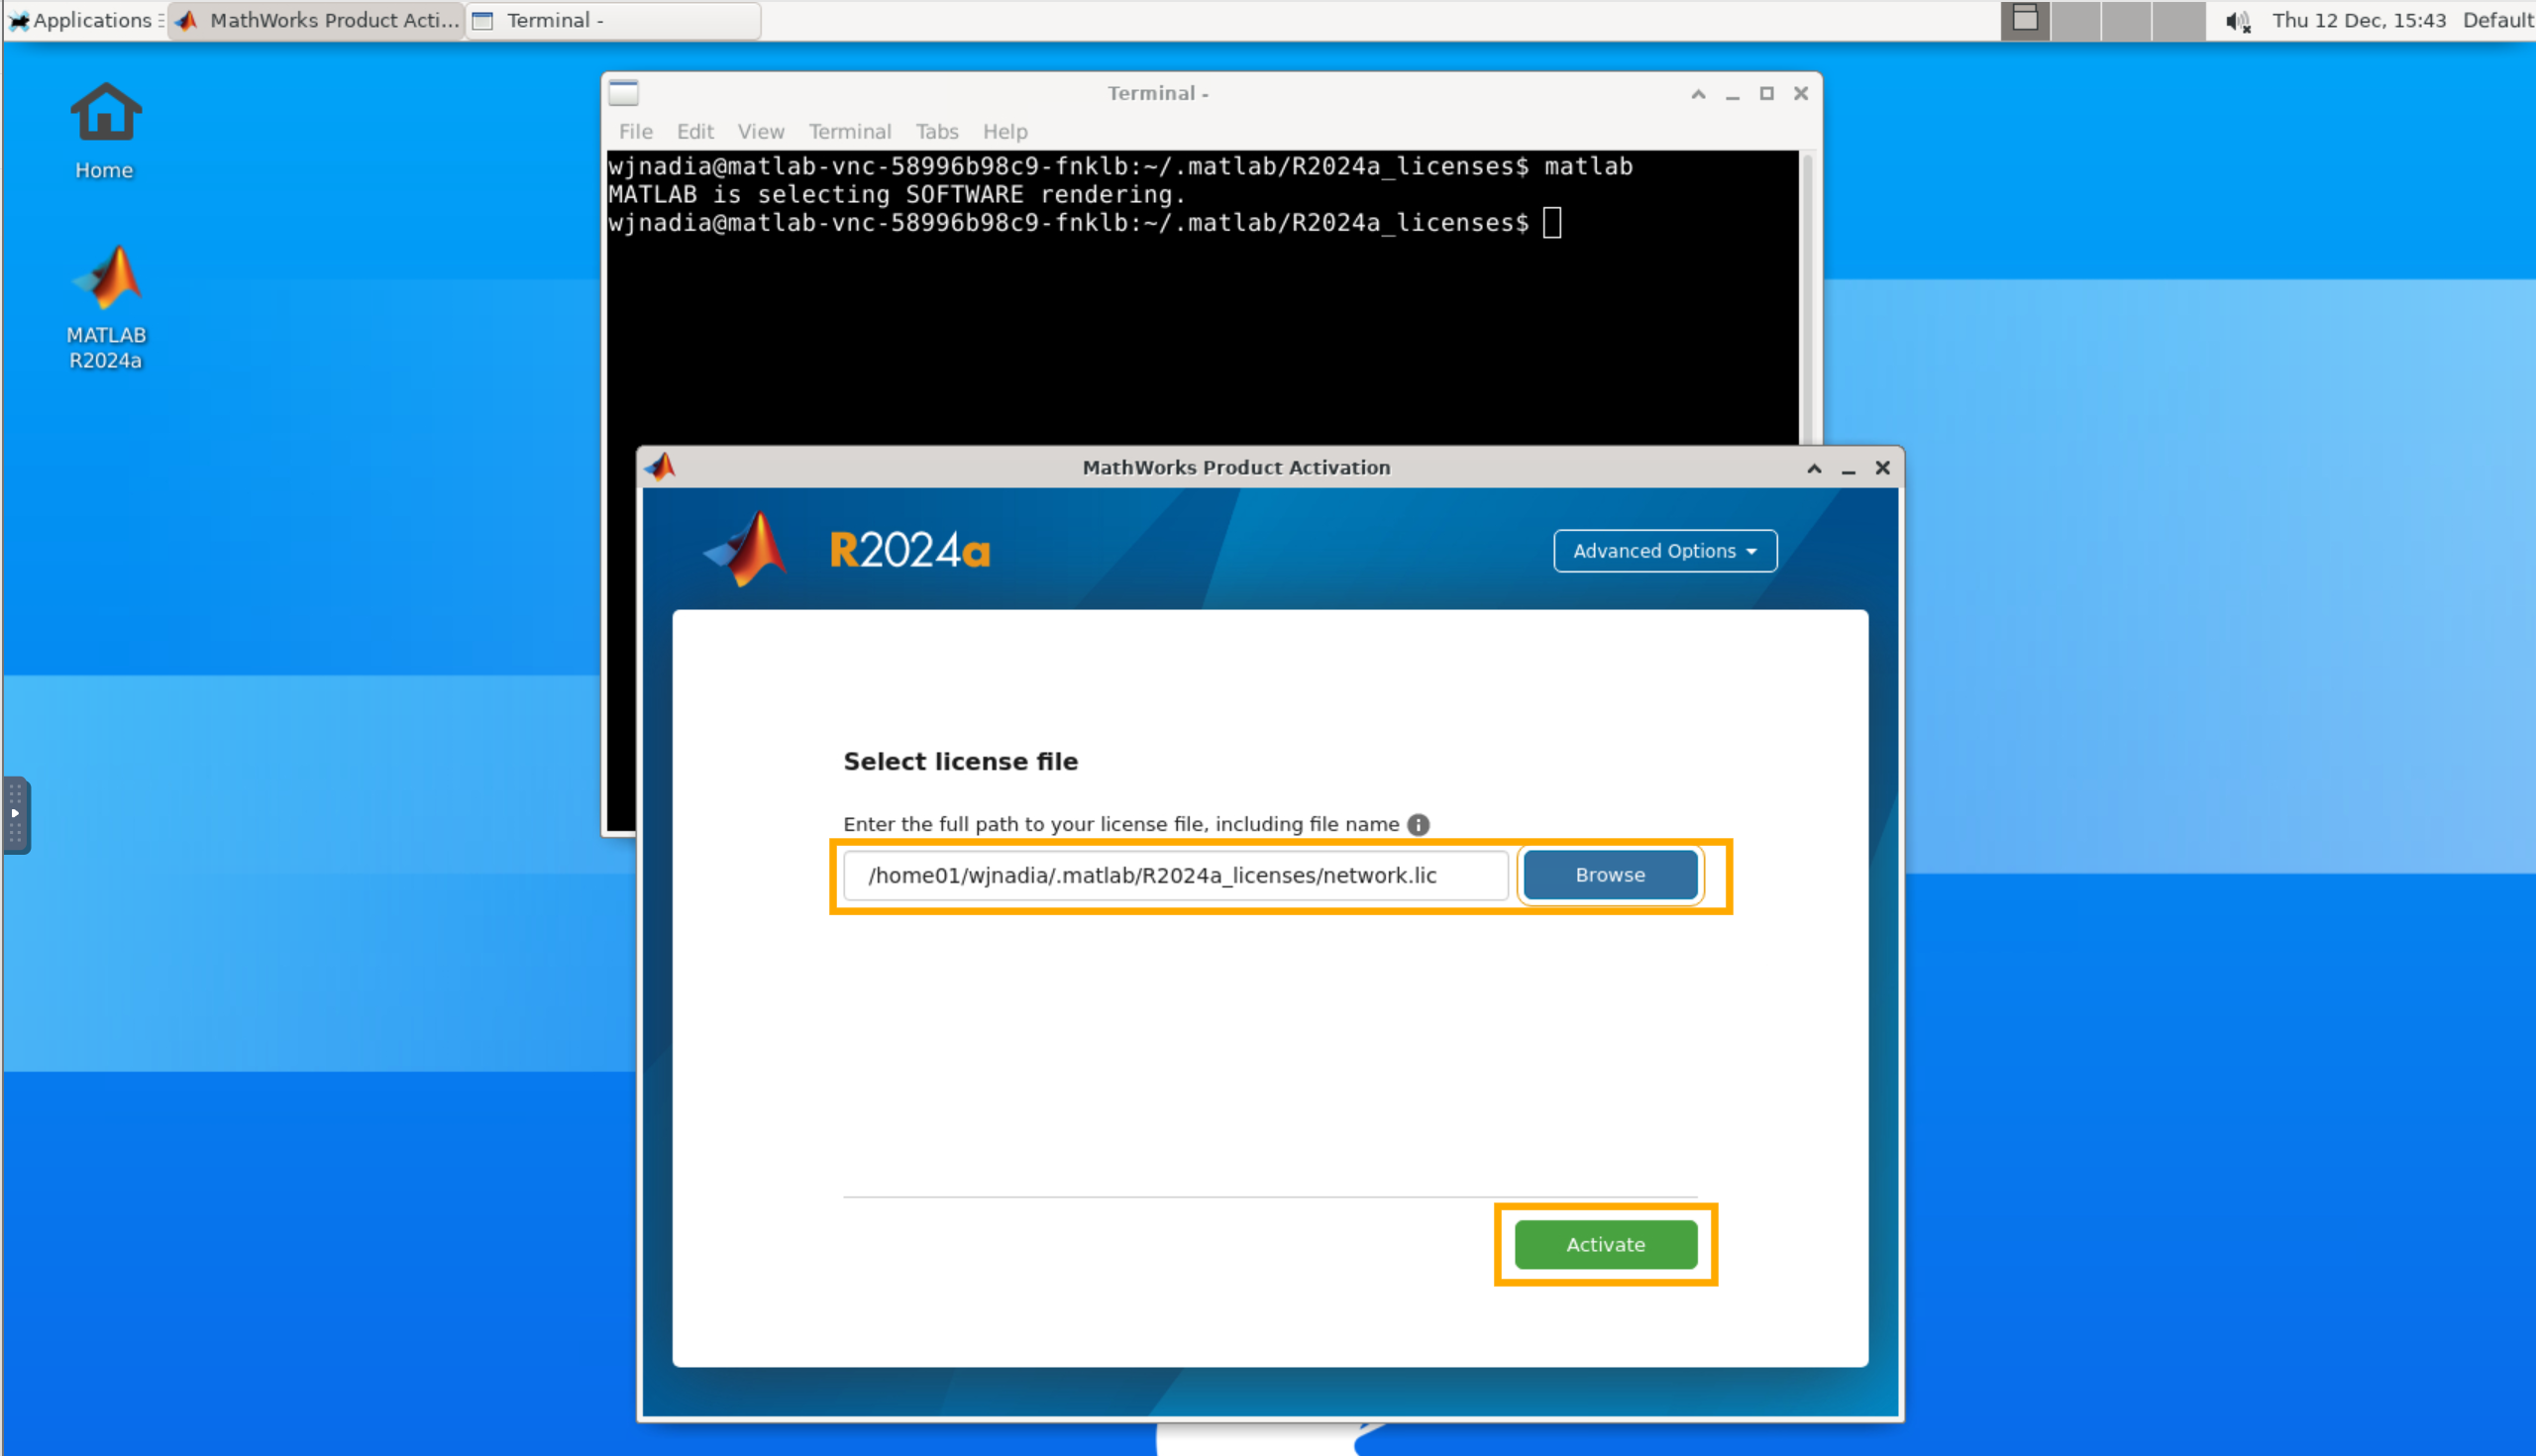 Applications
MathWorks Product Acti...
Terminal -
Thu 12 Dec, 15:43
Default
Home
MATLAB
R2024a
Terminal -
File Edit View Terminal Tabs Help
wjnadia@matlab-vnc-58996b98c9-fnklb:~/.matlab/R2024a_licenses$ matlab
MATLAB is selecting SOFTWARE rendering.
wjnadia@matlab-vnc-58996b98c9-fnklb:~/.matlab/R2024a_licenses$
MathWorks Product Activation
R2024a
Advanced Options
Select license file
Enter the full path to your license file, including file name
/home01/wjnadia/.matlab/R2024a_licenses/network.lic
Browse
Activate